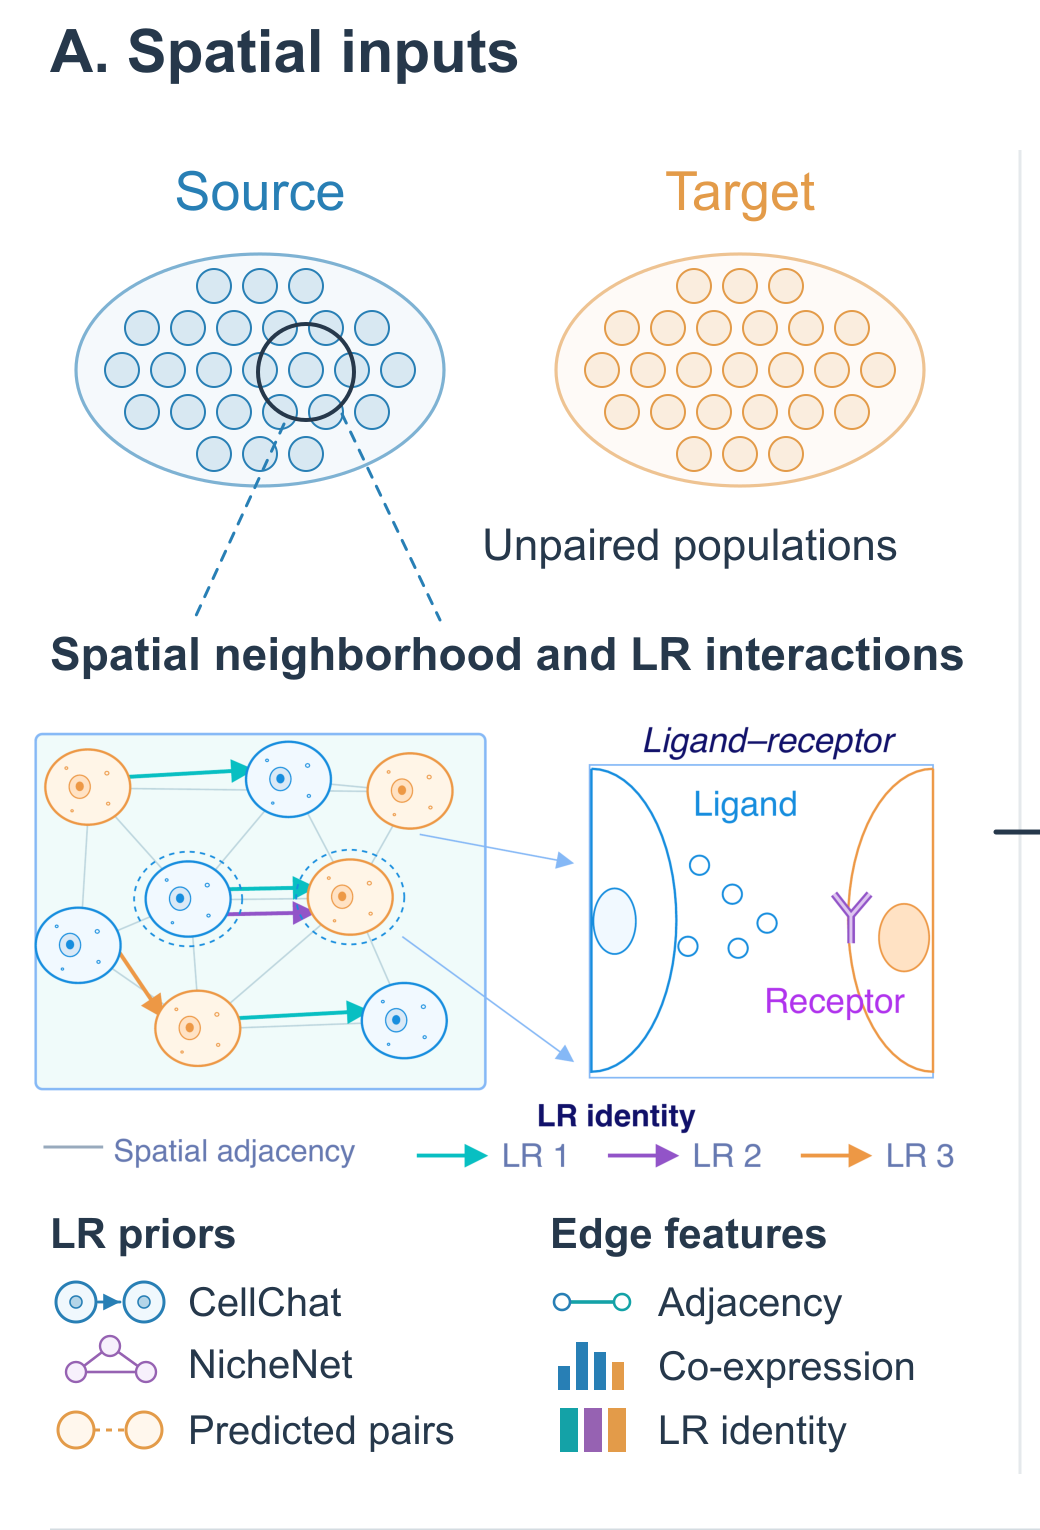 A. Spatial inputs
Source
Target
Unpaired populations
Spatial neighborhood and LR interactions
Ligand–receptor
Ligand
Receptor
LR identity
Spatial adjacency
LR 1
LR 2
LR 3
LR priors
CellChat
NicheNet
Predicted pairs
Edge features
Adjacency
Co-expression
LR identity